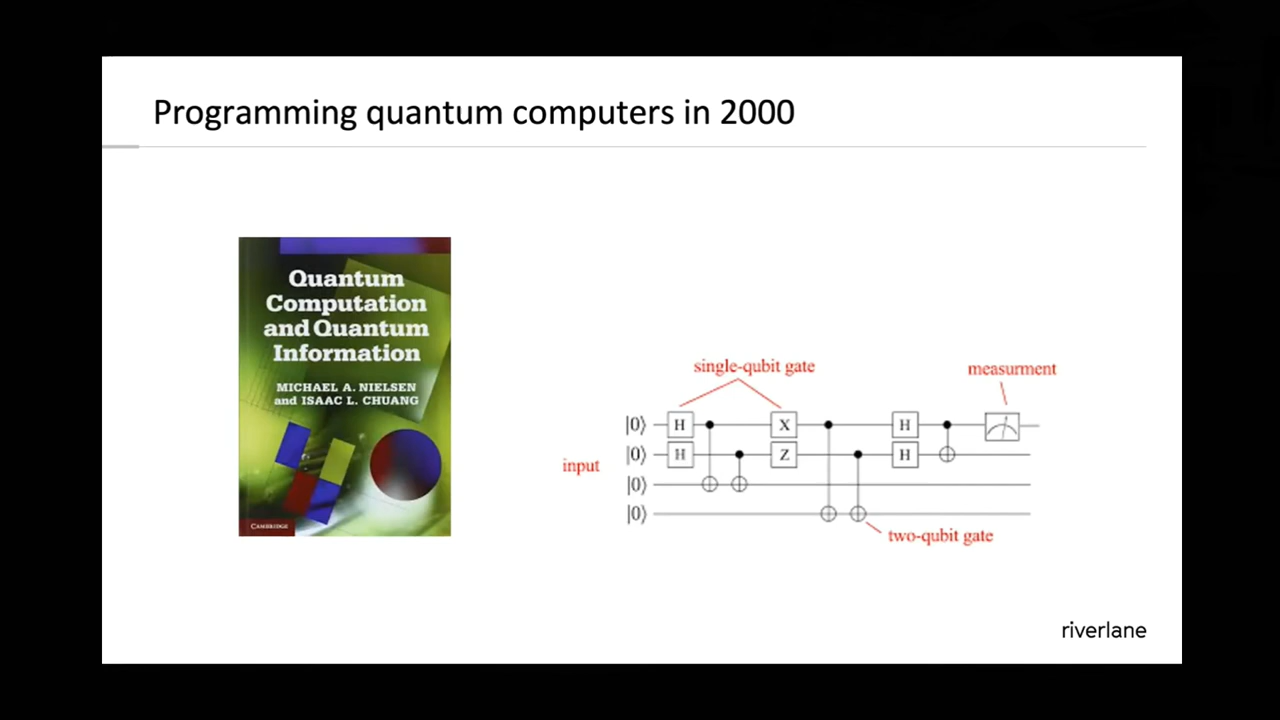 Programming quantum computers in 2000
Quantum
Computation
and Quantum
Information
MICHAEL A. NIELSEN
and ISAAC L. CHUANG
CAMBRIDGE
single-qubit gate
measurment
|0⟩ H X H
|0⟩ H Z H
input
|0⟩
|0⟩
two-qubit gate
riverlane